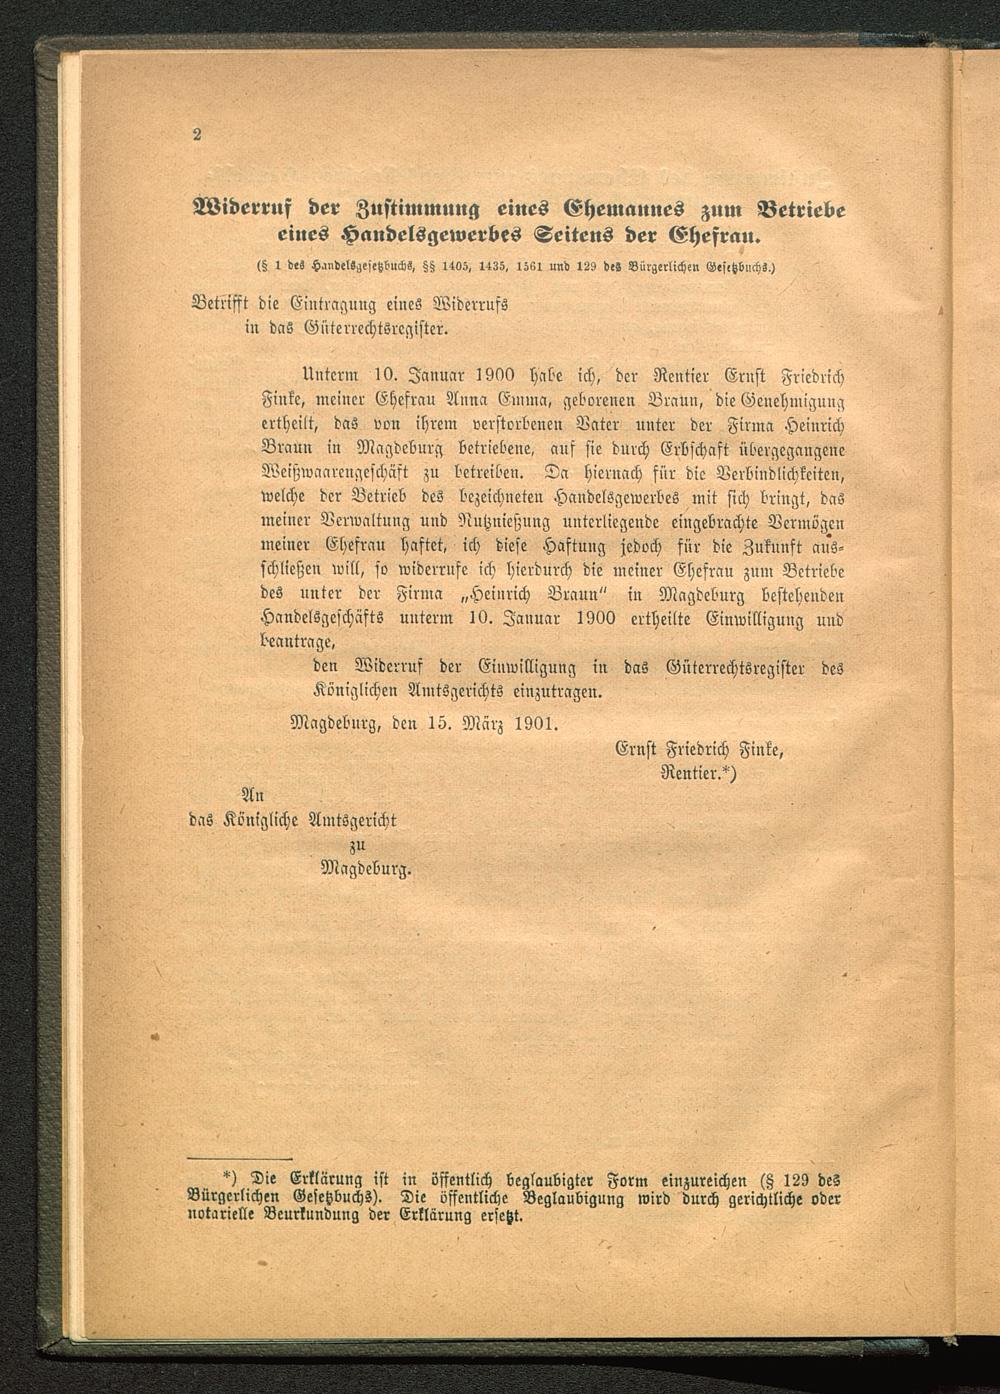 2
Widerruf der Zustimmung eines Ehemannes zum Betriebe
eines Handelsgewerbes Seitens der Ehefrau.
(§ 1 des Handelsgesetzbuchs, §§ 1405, 1435, 1561 und 129 des Bürgerlichen Gesetzbuchs.)
Betrifft die Eintragung eines Widerrufs
in das Güterrechtsregister.
Unterm 10. Januar 1900 habe ich, der Rentier Ernst Friedrich
Finke, meiner Ehefrau Anna Emma, geborenen Braun, die Genehmigung
ertheilt, das von ihrem verstorbenen Vater unter der Firma Heinrich
Braun in Magdeburg betriebene, auf sie durch Erbschaft übergegangene
Weißwaarengeschäft zu betreiben. Da hiernach für die Verbindlichkeiten,
welche der Betrieb des bezeichneten Handelsgewerbes mit sich bringt, das
meiner Verwaltung und Nutznießung unterliegende eingebrachte Vermögen
meiner Ehefrau haftet, ich diese Haftung jedoch für die Zukunft aus-
schließen will, so widerrufe ich hierdurch die meiner Ehefrau zum Betriebe
des unter der Firma „Heinrich Braun“ in Magdeburg bestehenden
Handelsgeschäfts unterm 10. Januar 1900 ertheilte Einwilligung und
beantrage,
den Widerruf der Einwilligung in das Güterrechtsregister des
Königlichen Amtsgerichts einzutragen.
Magdeburg, den 15. März 1901.
Ernst Friedrich Finke,
Rentier.*)
An
das Königliche Amtsgericht
zu
Magdeburg.
*) Die Erklärung ist in öffentlich beglaubigter Form einzureichen (§ 129 des
Bürgerlichen Gesetzbuchs). Die öffentliche Beglaubigung wird durch gerichtliche oder
notarielle Beurkundung der Erklärung ersetzt.